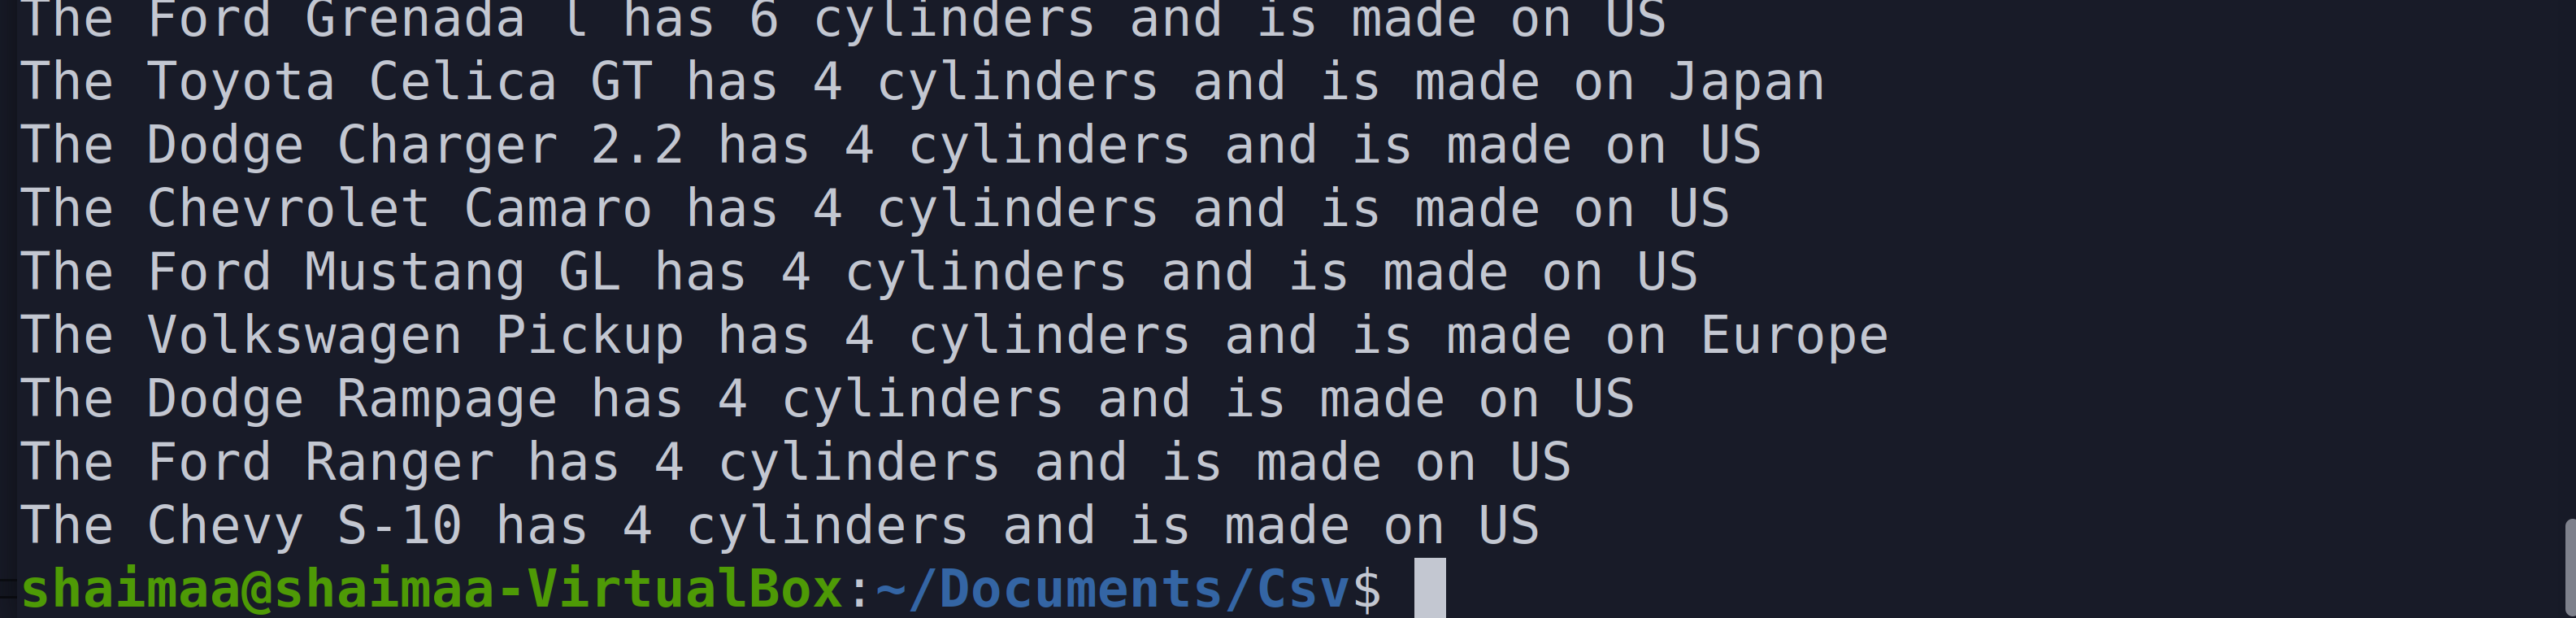 The Ford Grenada l has 6 cylinders and is made on US
The Toyota Celica GT has 4 cylinders and is made on Japan
The Dodge Charger 2.2 has 4 cylinders and is made on US
The Chevrolet Camaro has 4 cylinders and is made on US
The Ford Mustang GL has 4 cylinders and is made on US
The Volkswagen Pickup has 4 cylinders and is made on Europe
The Dodge Rampage has 4 cylinders and is made on US
The Ford Ranger has 4 cylinders and is made on US
The Chevy S-10 has 4 cylinders and is made on US
shaimaa@shaimaa-VirtualBox:~/Documents/Csv$